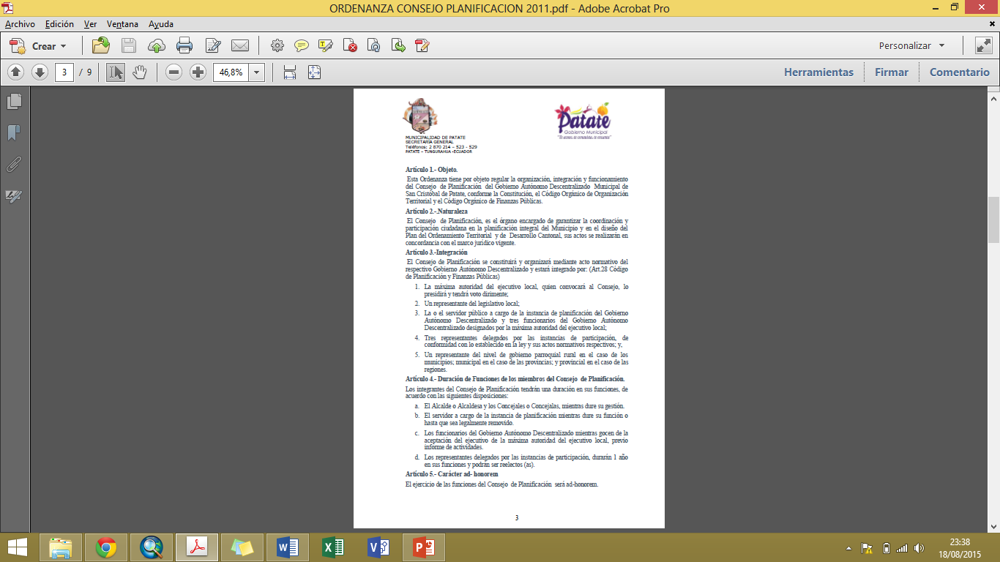 ORDENANZA CONSEJO PLANIFICACION 2011.pdf - Adobe Acrobat Pro
Archivo Edición Ver Ventana Ayuda
Crear
Personalizar
3 / 9
46,8%
Herramientas Firmar Comentario
Patate
Gobierno Municipal
MUNICIPALIDAD DE PATATE
SECRETARÍA GENERAL
Teléfonos: 2 870 214 – 523 - 529
PATATE – TUNGURAHUA -ECUADOR
Artículo 1.- Objeto.
Esta Ordenanza tiene por objeto regular la organización, integración y funcionamiento
del Consejo de Planificación del Gobierno Autónomo Descentralizado Municipal de
San Cristóbal de Patate, conforme la Constitución, el Código Orgánico de Organización
Territorial y el Código Orgánico de Finanzas Públicas.
Artículo 2.-.Naturaleza
El Consejo de Planificación, es el órgano encargado de garantizar la coordinación y
participación ciudadana en la planificación integral del Municipio y en el diseño del
Plan del Ordenamiento Territorial y de Desarrollo Cantonal, sus actos se realizarán en
concordancia con el marco jurídico vigente.
Artículo 3.-Integración
El Consejo de Planificación se constituirá y organizará mediante acto normativo del
respectivo Gobierno Autónomo Descentralizado y estará integrado por: (Art.28 Código
de Planificación y Finanzas Públicas)
1. La máxima autoridad del ejecutivo local, quien convocará al Consejo, lo
presidirá y tendrá voto dirimente;
2. Un representante del legislativo local;
3. La o el servidor público a cargo de la instancia de planificación del Gobierno
Autónomo Descentralizado y tres funcionarios del Gobierno Autónomo
Descentralizado designados por la máxima autoridad del ejecutivo local;
4. Tres representantes delegados por las instancias de participación, de
conformidad con lo establecido en la ley y sus actos normativos respectivos; y,
5. Un representante del nivel de gobierno parroquial rural en el caso de los
municipios; municipal en el caso de las provincias; y provincial en el caso de las
regiones.
Artículo 4.- Duración de Funciones de los miembros del Consejo de Planificación.
Los integrantes del Consejo de Planificación tendrán una duración en sus funciones, de
acuerdo con las siguientes disposiciones:
a. El Alcalde o Alcaldesa y los Concejales o Concejalas, mientras dure su gestión.
b. El servidor a cargo de la instancia de planificación mientras dure su función o
hasta que sea legalmente removido.
c. Los funcionarios del Gobierno Autónomo Descentralizado mientras gocen de la
aceptación del ejecutivo de la máxima autoridad del ejecutivo local, previo
informe de actividades.
d. Los representantes delegados por las instancias de participación, durarán 1 año
en sus funciones y podrán ser reelectos (as).
Artículo 5.- Carácter ad- honorem
El ejercicio de las funciones del Consejo de Planificación será ad-honorem.
3
23:38
18/08/2015